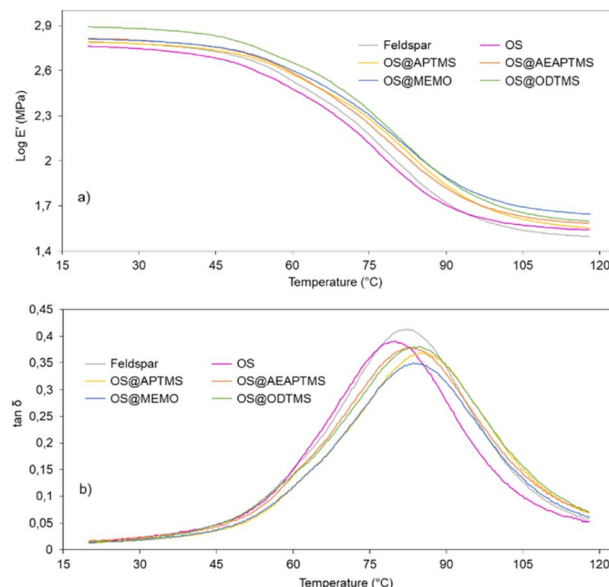 2,9
2,6
2,3
2
1,7
1,4
Log E' (MPa)
Feldspar
OS
OS@APTMS
OS@AEAPTMS
OS@MEMO
OS@ODTMS
a)
15 30 45 60 75 90 105 120
Temperature (°C)
0,45
0,4
0,35
0,3
0,25
0,2
0,15
0,1
0,05
0
tan δ
Feldspar
OS
OS@APTMS
OS@AEAPTMS
OS@MEMO
OS@ODTMS
b)
15 30 45 60 75 90 105 120
Temperature (°C)